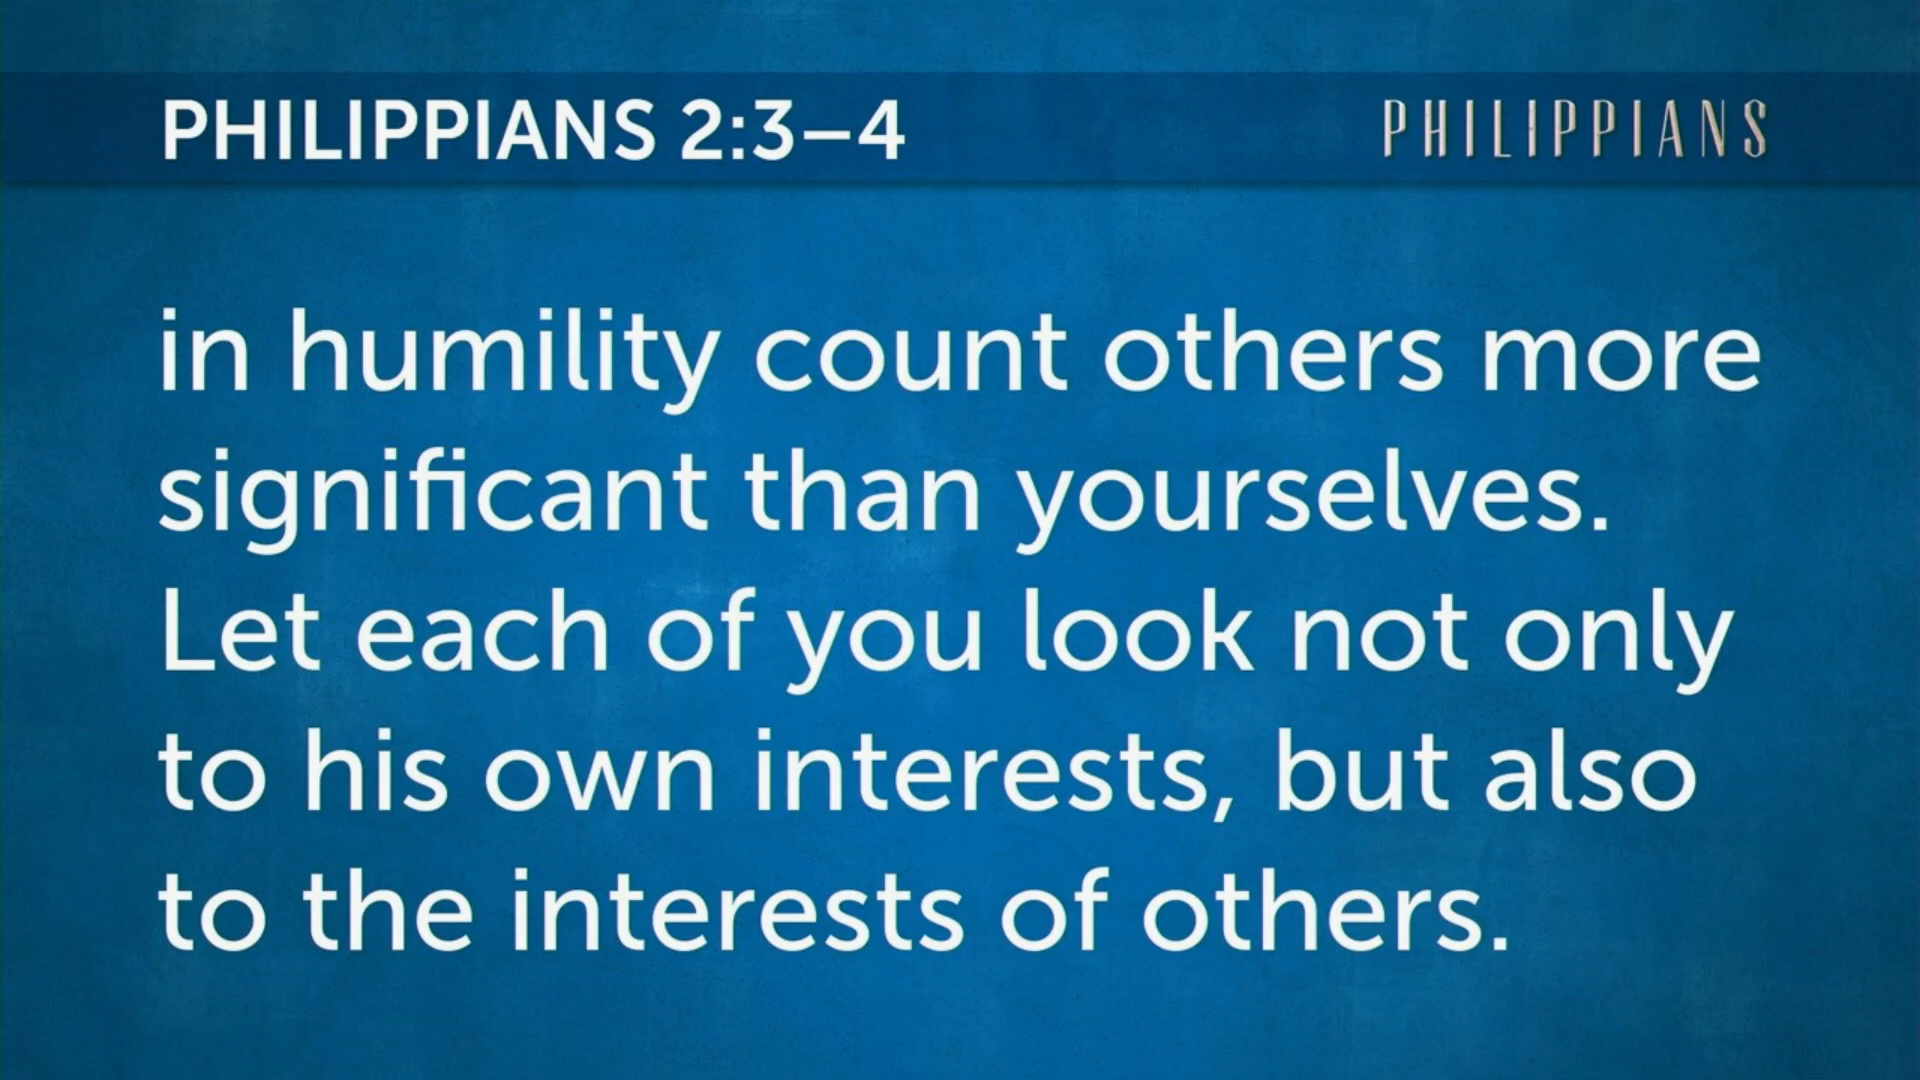 PHILIPPIANS 2:3–4
PHILIPPIANS
in humility count others more
significant than yourselves.
Let each of you look not only
to his own interests, but also
to the interests of others.